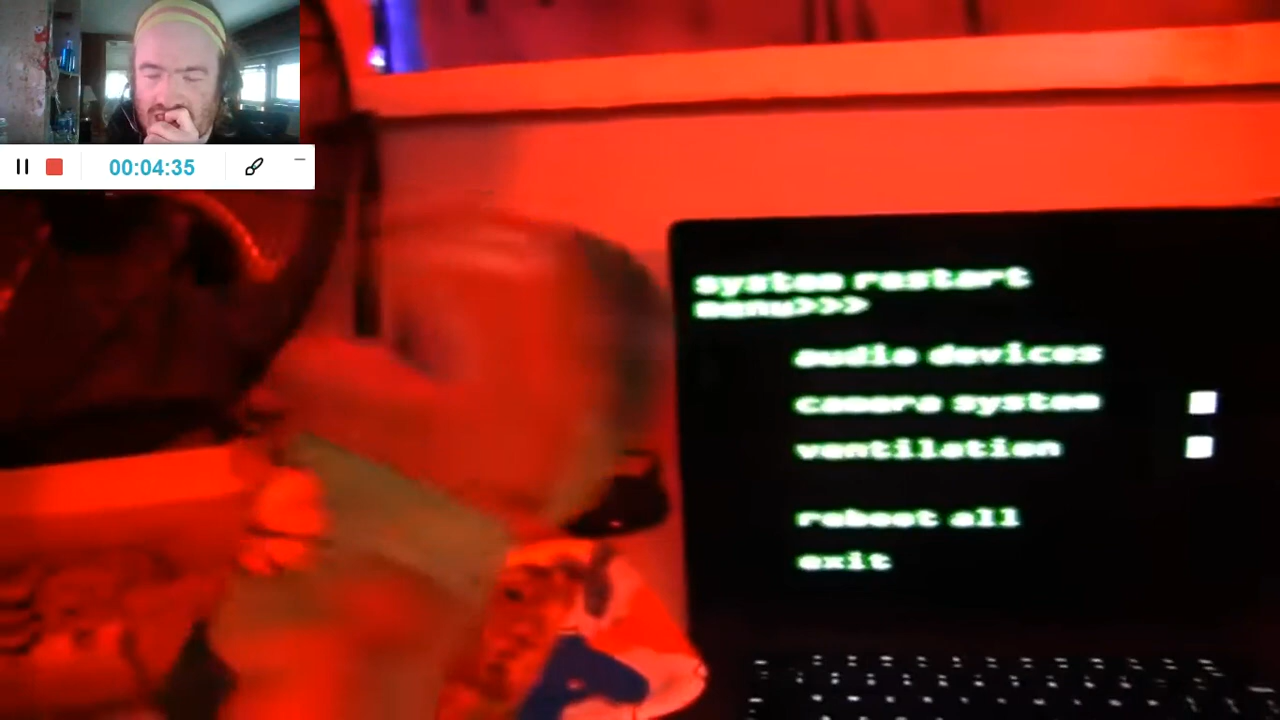 00:04:35
system restart
menu>>>
audio devices
camera system
ventilation
reboot all
exit